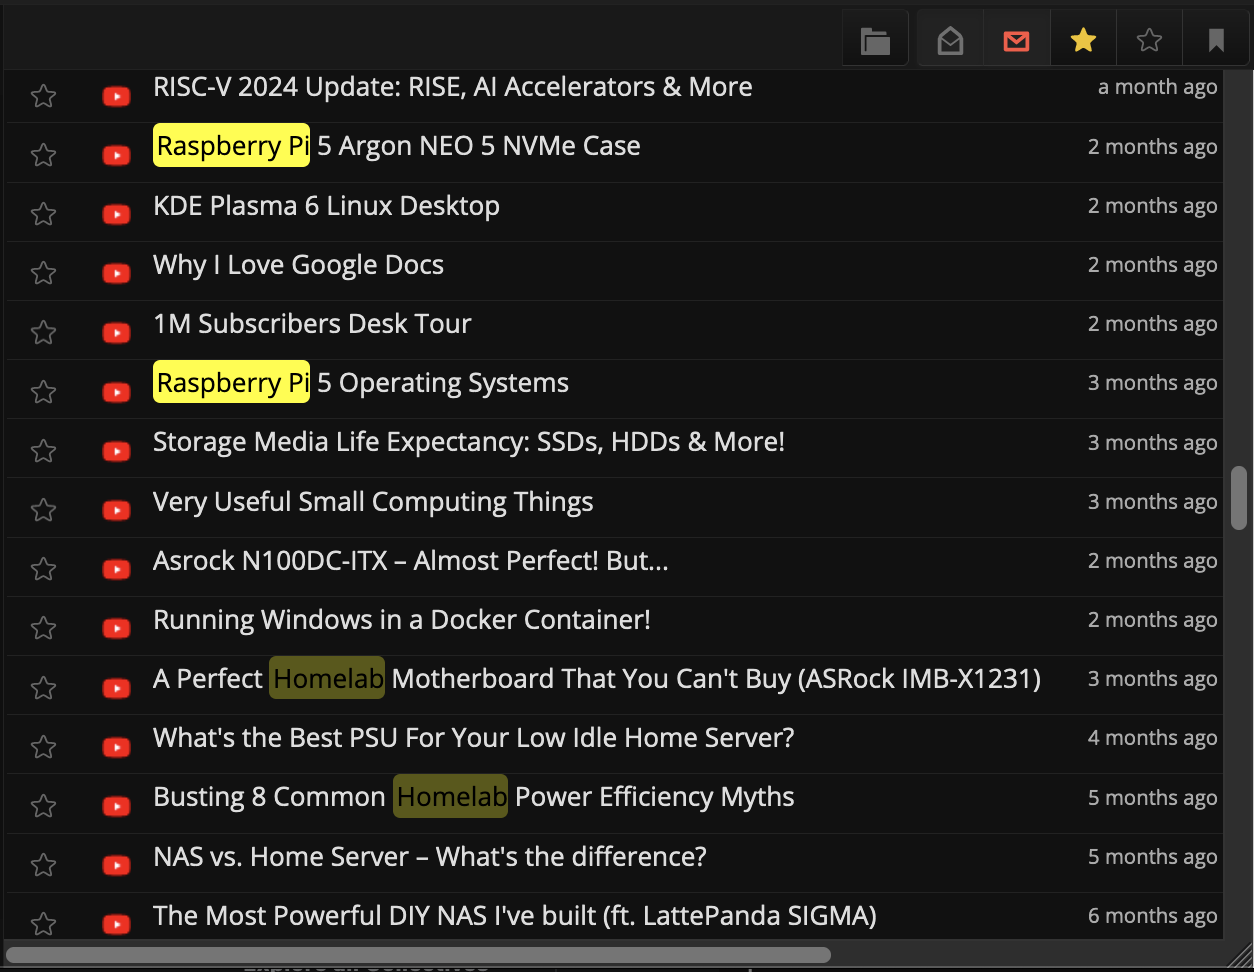 RISC-V 2024 Update: RISE, AI Accelerators & More a month ago
Raspberry Pi 5 Argon NEO 5 NVMe Case 2 months ago
KDE Plasma 6 Linux Desktop 2 months ago
Why I Love Google Docs 2 months ago
1M Subscribers Desk Tour 2 months ago
Raspberry Pi 5 Operating Systems 3 months ago
Storage Media Life Expectancy: SSDs, HDDs & More! 3 months ago
Very Useful Small Computing Things 3 months ago
Asrock N100DC-ITX – Almost Perfect! But... 2 months ago
Running Windows in a Docker Container! 2 months ago
A Perfect Homelab Motherboard That You Can't Buy (ASRock IMB-X1231) 3 months ago
What's the Best PSU For Your Low Idle Home Server? 4 months ago
Busting 8 Common Homelab Power Efficiency Myths 5 months ago
NAS vs. Home Server – What's the difference? 5 months ago
The Most Powerful DIY NAS I've built (ft. LattePanda SIGMA) 6 months ago